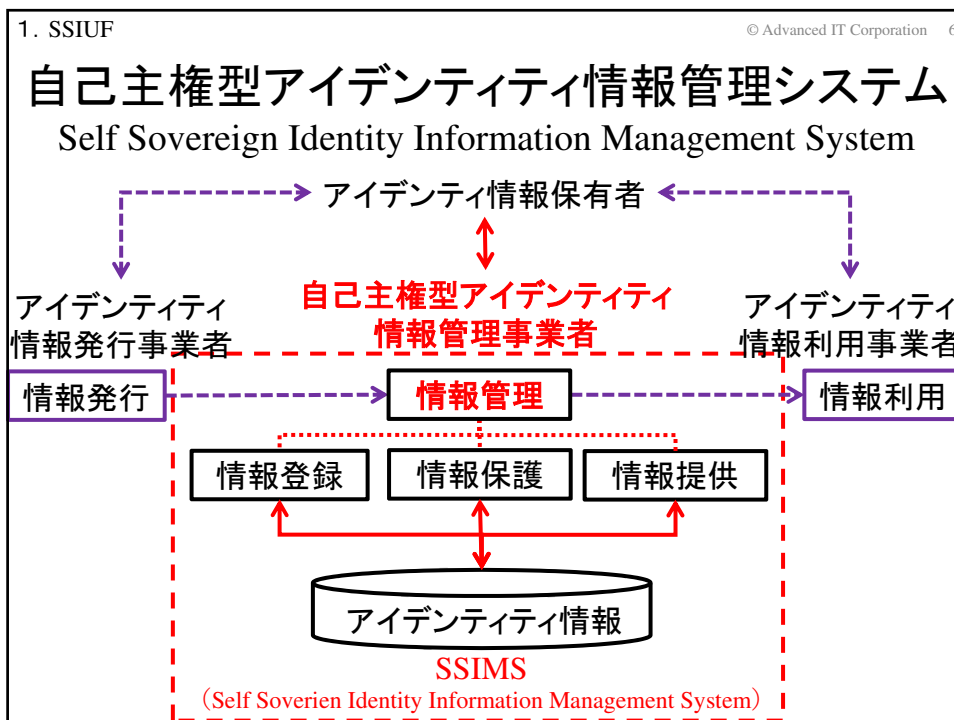 1．SSIUF
© Advanced IT Corporation 6
自己主権型アイデンティティ情報管理システム
Self Sovereign Identity Information Management System
アイデンティ情報保有者
自己主権型アイデンティティ
情報管理事業者
アイデンティティ
情報発行事業者
アイデンティティ
情報利用事業者
情報発行
情報管理
情報利用
情報登録
情報保護
情報提供
アイデンティティ情報
SSIMS
（Self Soverien Identity Information Management System）